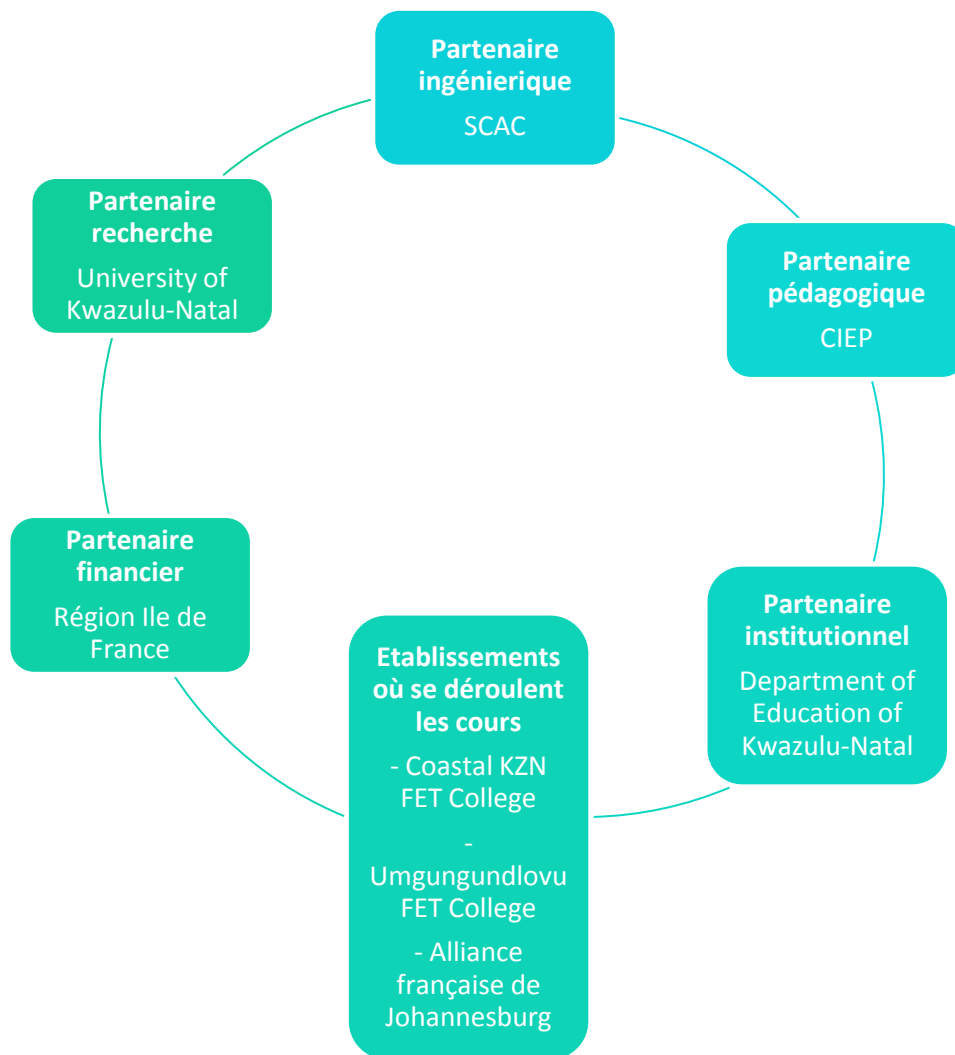 Partenaire
ingénierique
SCAC
Partenaire
pédagogique
CIEP
Partenaire
institutionnel
Department of
Education of
Kwazulu-Natal
Etablissements
où se déroulent
les cours
- Coastal KZN
FET College
-
Umgungundlovu
FET College
- Alliance
française de
Johannesburg
Partenaire
financier
Région Ile de
France
Partenaire
recherche
University of
Kwazulu-Natal